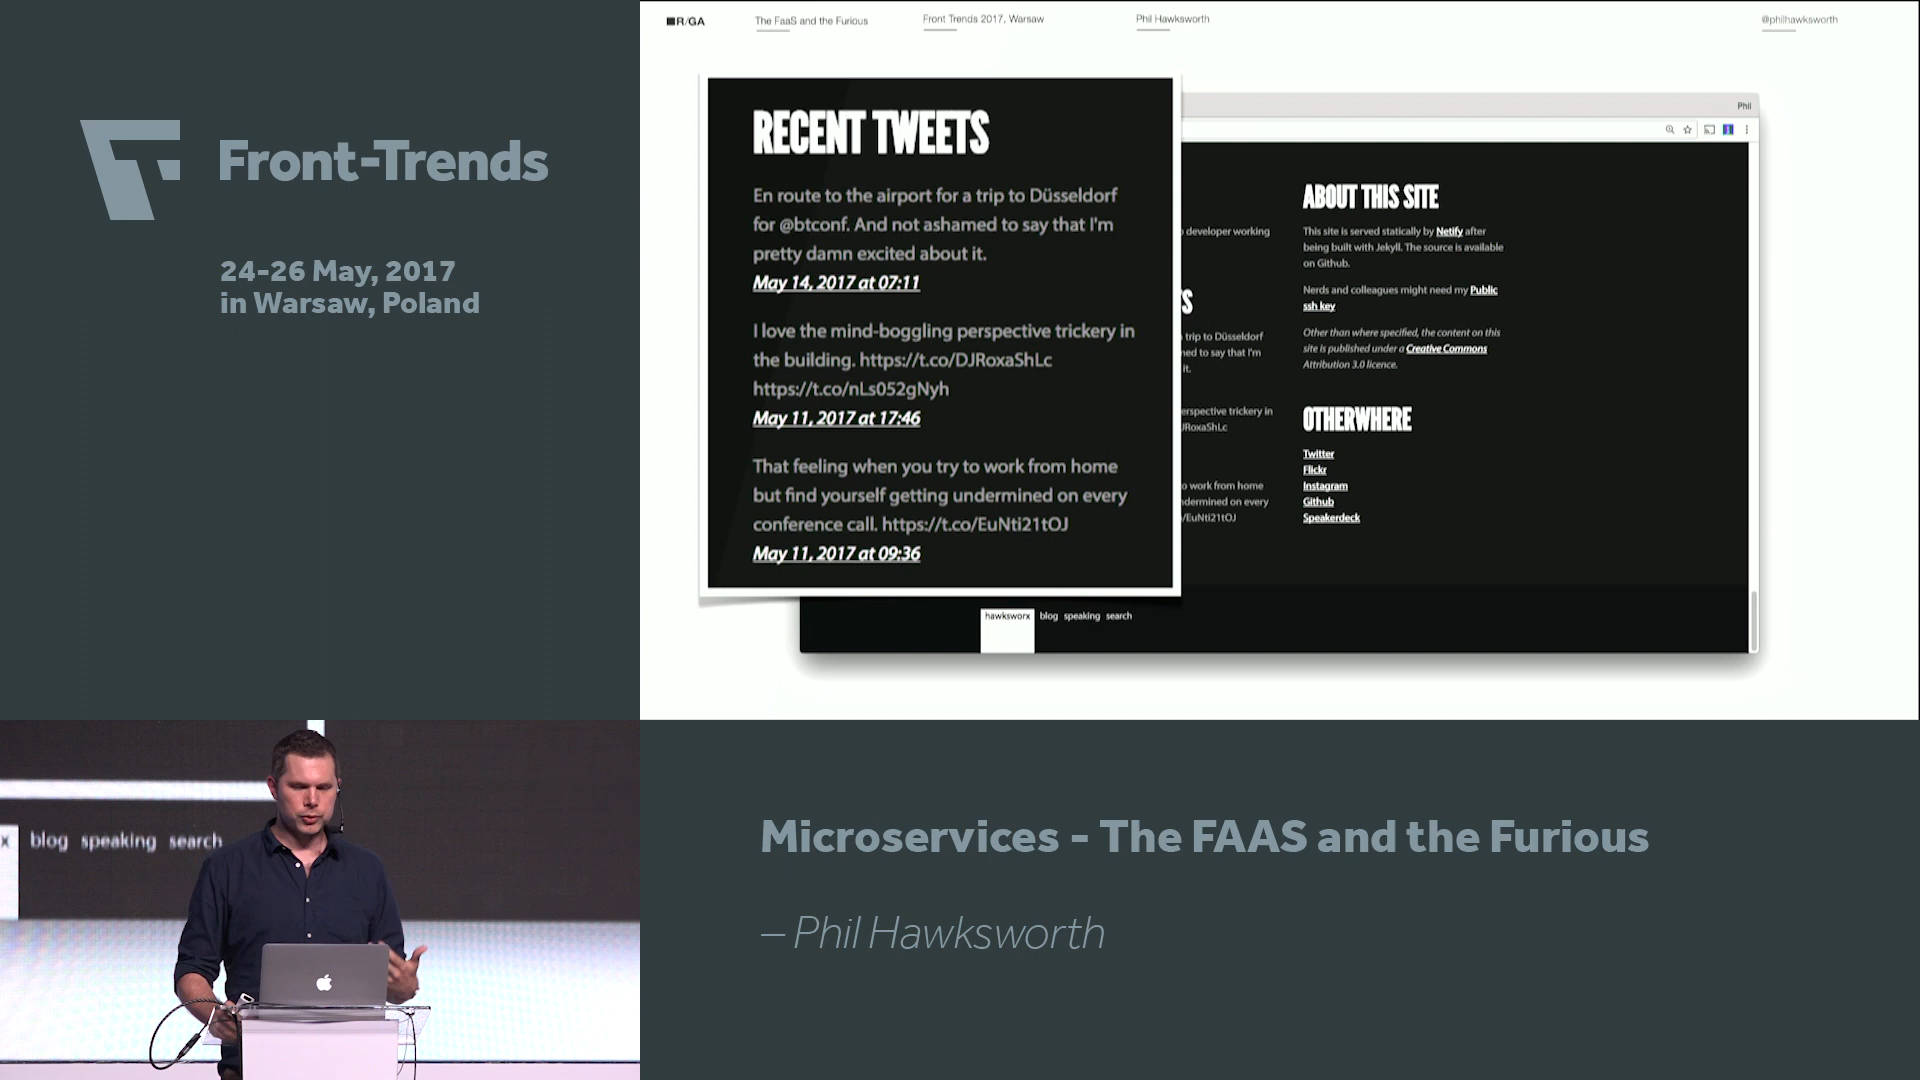 Front-Trends
24-26 May, 2017
in Warsaw, Poland
R/GA
The FaaS and the Furious
Front Trends 2017, Warsaw
Phil Hawksworth
@philhawksworth
RECENT TWEETS
En route to the airport for a trip to Düsseldorf
for @btconf. And not ashamed to say that I'm
pretty damn excited about it.
May 14, 2017 at 07:11
I love the mind-boggling perspective trickery in
the building. https://t.co/DJRoxaShLc
https://t.co/nLs052gNyh
May 11, 2017 at 17:46
That feeling when you try to work from home
but find yourself getting undermined on every
conference call. https://t.co/EuNti21tOJ
May 11, 2017 at 09:36
Phil
developer working
S
trip to Düsseldorf
ned to say that I'm
it.
erspective trickery in
JRoxaShLc
o work from home
ndermined on every
/EuNti21tOJ
ABOUT THIS SITE
This site is served statically by Netify after
being built with Jekyll. The source is available
on Github.
Nerds and colleagues might need my Public
ssh key
Other than where specified, the content on this
site is published under a Creative Commons
Attribution 3.0 licence.
OTHERWHERE
Twitter
Flickr
Instagram
Github
Speakerdeck
hawksworx blog speaking search
x blog speaking search
Microservices - The FAAS and the Furious
– Phil Hawksworth